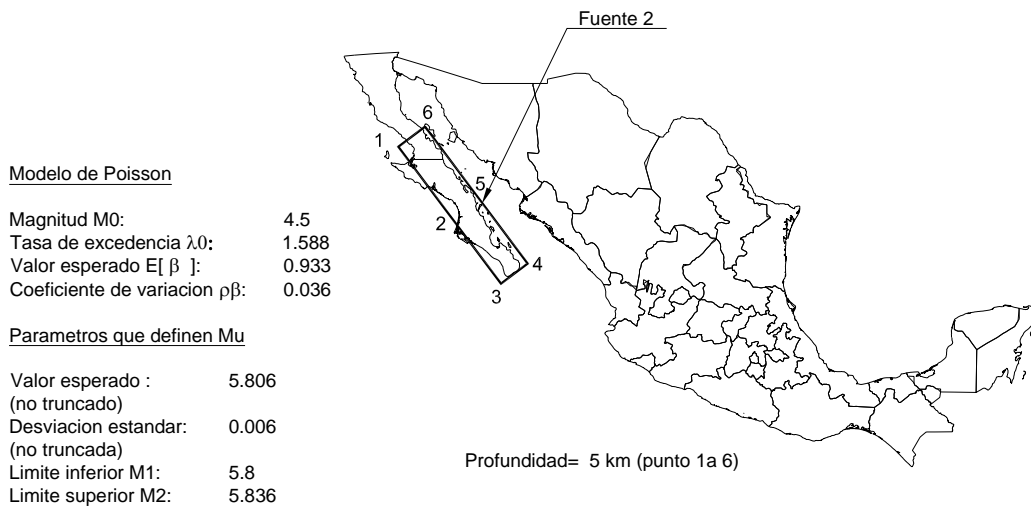 Fuente 2
6
1
5
2
4
3
Modelo de Poisson
Magnitud M0: 4.5
Tasa de excedencia λ0: 1.588
Valor esperado E[ β ]: 0.933
Coeficiente de variacion ρβ: 0.036
Parametros que definen Mu
Valor esperado : 5.806
(no truncado)
Desviacion estandar: 0.006
(no truncada)
Limite inferior M1: 5.8
Limite superior M2: 5.836
Profundidad= 5 km (punto 1a 6)